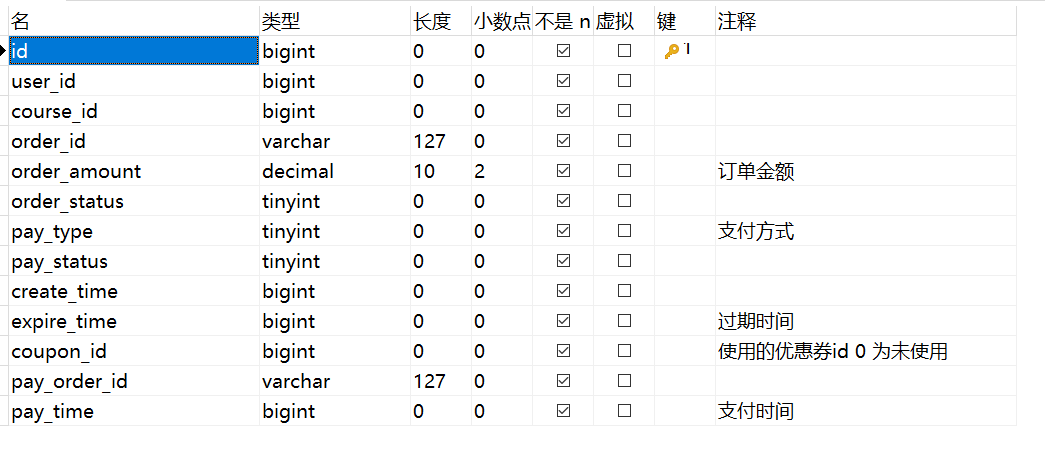 名 类型 长度 小数点 不是 n 虚拟 键 注释
id bigint 0 0 1
user_id bigint 0 0
course_id bigint 0 0
order_id varchar 127 0
order_amount decimal 10 2 订单金额
order_status tinyint 0 0
pay_type tinyint 0 0 支付方式
pay_status tinyint 0 0
create_time bigint 0 0
expire_time bigint 0 0 过期时间
coupon_id bigint 0 0 使用的优惠券id 0 为未使用
pay_order_id varchar 127 0
pay_time bigint 0 0 支付时间